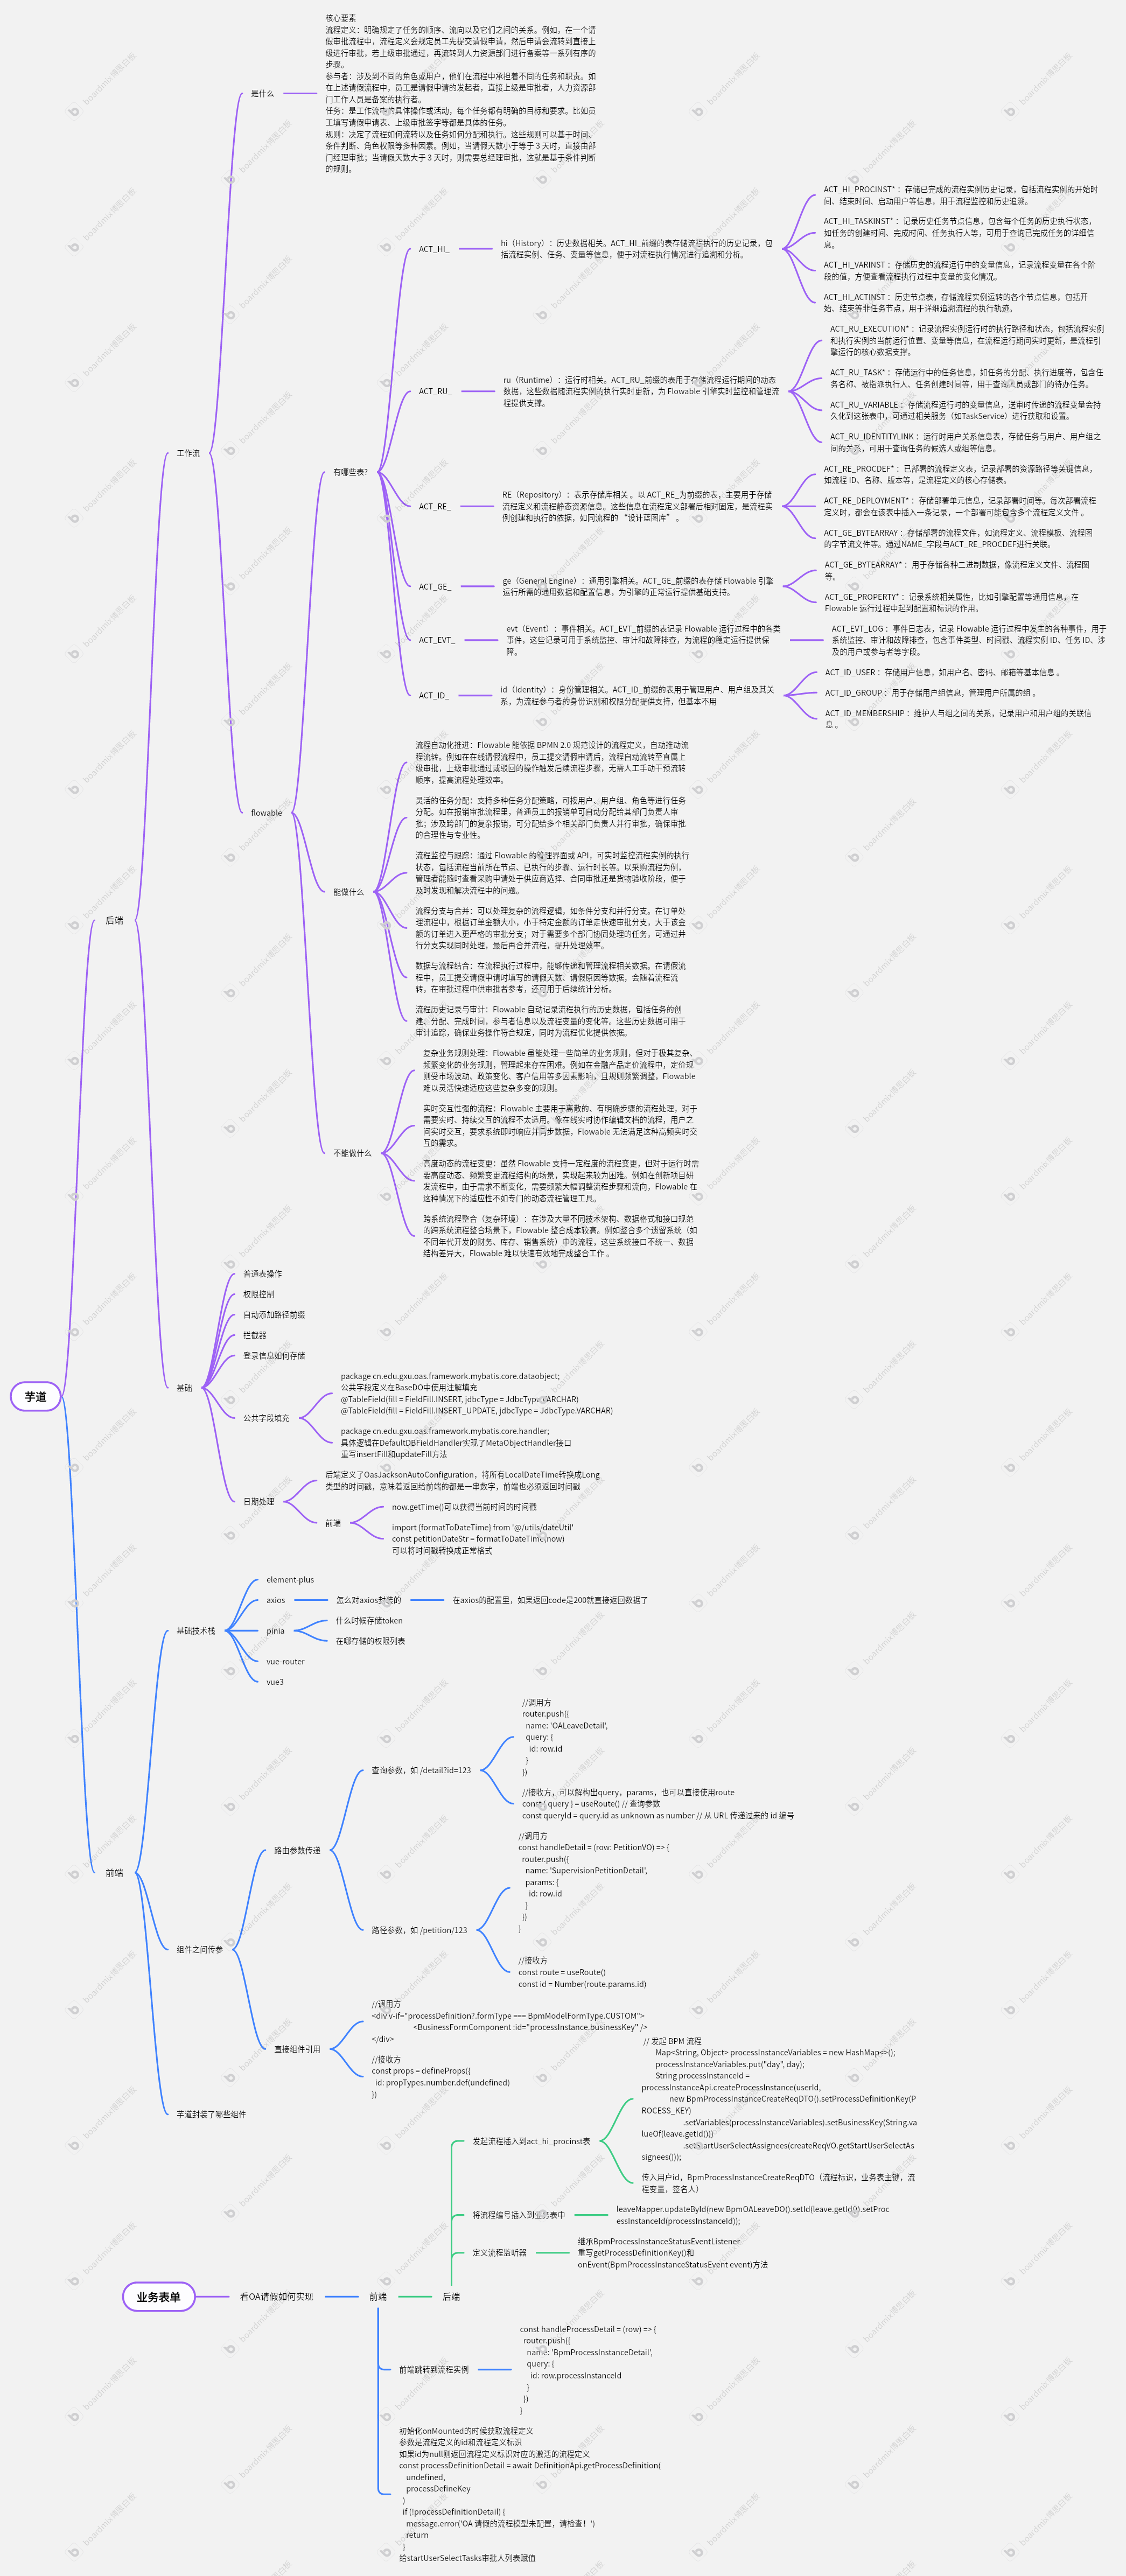 芋道
后端
工作流
是什么
核心要素
流程定义：明确规定了任务的顺序、流向以及它们之间的关系。例如，在一个请
假审批流程中，流程定义会规定员工先提交请假申请，然后申请会流转到直接上
级进行审批，若上级审批通过，再流转到人力资源部门进行备案等一系列有序的
步骤。
参与者：涉及到不同的角色或用户，他们在流程中承担着不同的任务和职责。如
在上述请假流程中，员工是请假申请的发起者，直接上级是审批者，人力资源部
门工作人员是备案的执行者。
任务：是工作流中的具体操作或活动，每个任务都有明确的目标和要求。比如员
工填写请假申请表、上级审批签字等都是具体的任务。
规则：决定了流程如何流转以及任务如何分配和执行。这些规则可以基于时间、
条件判断、角色权限等多种因素。例如，当请假天数小于等于 3 天时，直接由部
门经理审批；当请假天数大于 3 天时，则需要总经理审批，这就是基于条件判断
的规则。
flowable
有哪些表?
ACT_HI_
hi（History）：历史数据相关。ACT_HI_前缀的表存储流程执行的历史记录，包
括流程实例、任务、变量等信息，便于对流程执行情况进行追溯和分析。
ACT_HI_PROCINST*：存储已完成的流程实例历史记录，包括流程实例的开始时
间、结束时间、启动用户等信息，用于流程监控和历史追溯。
ACT_HI_TASKINST*：记录历史任务节点信息，包含每个任务的历史执行状态，
如任务的创建时间、完成时间、任务执行人等，可用于查询已完成任务的详细信
息。
ACT_HI_VARINST：存储历史的流程运行中的变量信息，记录流程变量在各个阶
段的值，方便查看流程执行过程中变量的变化情况。
ACT_HI_ACTINST：历史节点表，存储流程实例运转的各个节点信息，包括开
始、结束等非任务节点，用于详细追溯流程的执行轨迹。
ACT_RU_
ru（Runtime）：运行时相关。ACT_RU_前缀的表用于存储流程运行期间的动态
数据，这些数据随流程实例的执行实时更新，为 Flowable 引擎实时监控和管理流
程提供支撑。
ACT_RU_EXECUTION*：记录流程实例运行时的执行路径和状态，包括流程实例
和执行实例的当前运行位置、变量等信息，在流程运行期间实时更新，是流程引
擎运行的核心数据支撑。
ACT_RU_TASK*：存储运行中的任务信息，如任务的分配、执行进度等，包含任
务名称、被指派执行人、任务创建时间等，用于查询人员或部门的待办任务。
ACT_RU_VARIABLE：存储流程运行时的变量信息，送审时传递的流程变量会持
久化到这张表中，可通过相关服务（如TaskService）进行获取和设置。
ACT_RU_IDENTITYLINK：运行时用户关系信息表，存储任务与用户、用户组之
间的关系，可用于查询任务的候选人或组等信息。
ACT_RE_
RE（Repository）：表示存储库相关 。以 ACT_RE_为前缀的表，主要用于存储
流程定义和流程静态资源信息。这些信息在流程定义部署后相对固定，是流程实
例创建和执行的依据，如同流程的 “设计蓝图库” 。
ACT_RE_PROCDEF*：已部署的流程定义表，记录部署的资源路径等关键信息，
如流程 ID、名称、版本等，是流程定义的核心存储表。
ACT_RE_DEPLOYMENT*：存储部署单元信息，记录部署时间等。每次部署流程
定义时，都会在该表中插入一条记录，一个部署可能包含多个流程定义文件 。
ACT_GE_BYTEARRAY：存储部署的流程文件，如流程定义、流程模板、流程图
的字节流文件等。通过NAME_字段与ACT_RE_PROCDEF进行关联。
ACT_GE_
ge（General Engine）：通用引擎相关。ACT_GE_前缀的表存储 Flowable 引擎
运行所需的通用数据和配置信息，为引擎的正常运行提供基础支持。
ACT_GE_BYTEARRAY*：用于存储各种二进制数据，像流程定义文件、流程图
等。
ACT_GE_PROPERTY*：记录系统相关属性，比如引擎配置等通用信息，在
Flowable 运行过程中起到配置和标识的作用。
ACT_EVT_
evt（Event）：事件相关。ACT_EVT_前缀的表记录 Flowable 运行过程中的各类
事件，这些记录可用于系统监控、审计和故障排查，为流程的稳定运行提供保
障。
ACT_EVT_LOG：事件日志表，记录 Flowable 运行过程中发生的各种事件，用于
系统监控、审计和故障排查，包含事件类型、时间戳、流程实例 ID、任务 ID、涉
及的用户或参与者等字段。
ACT_ID_
id（Identity）：身份管理相关。ACT_ID_前缀的表用于管理用户、用户组及其关
系，为流程参与者的身份识别和权限分配提供支持，但基本不用
ACT_ID_USER：存储用户信息，如用户名、密码、邮箱等基本信息 。
ACT_ID_GROUP：用于存储用户组信息，管理用户所属的组 。
ACT_ID_MEMBERSHIP：维护人与组之间的关系，记录用户和用户组的关联信
息 。
能做什么
流程自动化推进：Flowable 能依据 BPMN 2.0 规范设计的流程定义，自动推动流
程流转。例如在在线请假流程中，员工提交请假申请后，流程自动流转至直属上
级审批，上级审批通过或驳回的操作触发后续流程步骤，无需人工手动干预流转
顺序，提高流程处理效率。
灵活的任务分配：支持多种任务分配策略，可按用户、用户组、角色等进行任务
分配。如在报销审批流程里，普通员工的报销单可自动分配给其部门负责人审
批；涉及跨部门的复杂报销，可分配给多个相关部门负责人并行审批，确保审批
的合理性与专业性。
流程监控与跟踪：通过 Flowable 的管理界面或 API，可实时监控流程实例的执行
状态，包括流程当前所在节点、已执行的步骤、运行时长等。以采购流程为例，
管理者能随时查看采购申请处于供应商选择、合同审批还是货物验收阶段，便于
及时发现和解决流程中的问题。
流程分支与合并：可以处理复杂的流程逻辑，如条件分支和并行分支。在订单处
理流程中，根据订单金额大小，小于特定金额的订单走快速审批分支，大于该金
额的订单进入更严格的审批分支；对于需要多个部门协同处理的任务，可通过并
行分支实现同时处理，最后再合并流程，提升处理效率。
数据与流程结合：在流程执行过程中，能够传递和管理流程相关数据。在请假流
程中，员工提交请假申请时填写的请假天数、请假原因等数据，会随着流程流
转，在审批过程中供审批者参考，还可用于后续统计分析。
流程历史记录与审计：Flowable 自动记录流程执行的历史数据，包括任务的创
建、分配、完成时间，参与者信息以及流程变量的变化等。这些历史数据可用于
审计追踪，确保业务操作符合规定，同时为流程优化提供依据。
不能做什么
复杂业务规则处理：Flowable 虽能处理一些简单的业务规则，但对于极其复杂、
频繁变化的业务规则，管理起来存在困难。例如在金融产品定价流程中，定价规
则受市场波动、政策变化、客户信用等多因素影响，且规则频繁调整，Flowable
难以灵活快速适应这些复杂多变的规则。
实时交互性强的流程：Flowable 主要用于离散的、有明确步骤的流程处理，对于
需要实时、持续交互的流程不太适用。像在线实时协作编辑文档的流程，用户之
间实时交互，要求系统即时响应并同步数据，Flowable 无法满足这种高频实时交
互的需求。
高度动态的流程变更：虽然 Flowable 支持一定程度的流程变更，但对于运行时需
要高度动态、频繁变更流程结构的场景，实现起来较为困难。例如在创新项目研
发流程中，由于需求不断变化，需要频繁大幅调整流程步骤和流向，Flowable 在
这种情况下的适应性不如专门的动态流程管理工具。
跨系统流程整合（复杂环境）：在涉及大量不同技术架构、数据格式和接口规范
的跨系统流程整合场景下，Flowable 整合成本较高。例如整合多个遗留系统（如
不同年代开发的财务、库存、销售系统）中的流程，这些系统接口不统一、数据
结构差异大，Flowable 难以快速有效地完成整合工作 。
基础
普通表操作
权限控制
自动添加路径前缀
拦截器
登录信息如何存储
公共字段填充
package cn.edu.gxu.oas.framework.mybatis.core.dataobject;
公共字段定义在BaseDO中使用注解填充
@TableField(fill = FieldFill.INSERT, jdbcType = JdbcType.VARCHAR)
@TableField(fill = FieldFill.INSERT_UPDATE, jdbcType = JdbcType.VARCHAR)
package cn.edu.gxu.oas.framework.mybatis.core.handler;
具体逻辑在DefaultDBFieldHandler实现了MetaObjectHandler接口
重写insertFill和updateFill方法
日期处理
后端定义了OasJacksonAutoConfiguration，将所有LocalDateTime转换成Long
类型的时间戳，意味着返回给前端的都是一串数字，前端也必须返回时间戳
前端
now.getTime()可以获得当前时间的时间戳
import {formatToDateTime} from '@/utils/dateUtil'
const petitionDateStr = formatToDateTime(now)
可以将时间戳转换成正常格式
前端
基础技术栈
element-plus
axios
怎么对axios封装的
在axios的配置里，如果返回code是200就直接返回数据了
pinia
什么时候存储token
在哪存储的权限列表
vue-router
vue3
组件之间传参
路由参数传递
查询参数，如 /detail?id=123
//调用方
router.push({
name: 'OALeaveDetail',
query: {
id: row.id
}
})
//接收方，可以解构出query，params，也可以直接使用route
const { query } = useRoute() // 查询参数
const queryId = query.id as unknown as number // 从 URL 传递过来的 id 编号
路径参数，如 /petition/123
//调用方
const handleDetail = (row: PetitionVO) => {
router.push({
name: 'SupervisionPetitionDetail',
params: {
id: row.id
}
})
}
//接收方
const route = useRoute()
const id = Number(route.params.id)
直接组件引用
//调用方
<div v-if="processDefinition?.formType === BpmModelFormType.CUSTOM">
<BusinessFormComponent :id="processInstance.businessKey" />
</div>
//接收方
const props = defineProps({
id: propTypes.number.def(undefined)
})
芋道封装了哪些组件
业务表单
看OA请假如何实现
前端
后端
发起流程插入到act_hi_procinst表
// 发起 BPM 流程
Map<String, Object> processInstanceVariables = new HashMap<>();
processInstanceVariables.put("day", day);
String processInstanceId =
processInstanceApi.createProcessInstance(userId,
new BpmProcessInstanceCreateReqDTO().setProcessDefinitionKey(P
ROCESS_KEY)
.setVariables(processInstanceVariables).setBusinessKey(String.va
lueOf(leave.getId()))
.setStartUserSelectAssignees(createReqVO.getStartUserSelectAs
signees()));
传入用户id，BpmProcessInstanceCreateReqDTO（流程标识，业务表主键，流
程变量，签名人）
将流程编号插入到业务表中
leaveMapper.updateById(new BpmOALeaveDO().setId(leave.getId()).setProc
essInstanceId(processInstanceId));
定义流程监听器
继承BpmProcessInstanceStatusEventListener
重写getProcessDefinitionKey()和
onEvent(BpmProcessInstanceStatusEvent event)方法
前端跳转到流程实例
const handleProcessDetail = (row) => {
router.push({
name: 'BpmProcessInstanceDetail',
query: {
id: row.processInstanceId
}
})
}
初始化onMounted的时候获取流程定义
参数是流程定义的id和流程定义标识
如果id为null则返回流程定义标识对应的激活的流程定义
const processDefinitionDetail = await DefinitionApi.getProcessDefinition(
undefined,
processDefineKey
)
if (!processDefinitionDetail) {
message.error('OA 请假的流程模型未配置，请检查！')
return
}
给startUserSelectTasks审批人列表赋值
boardmix博思白板